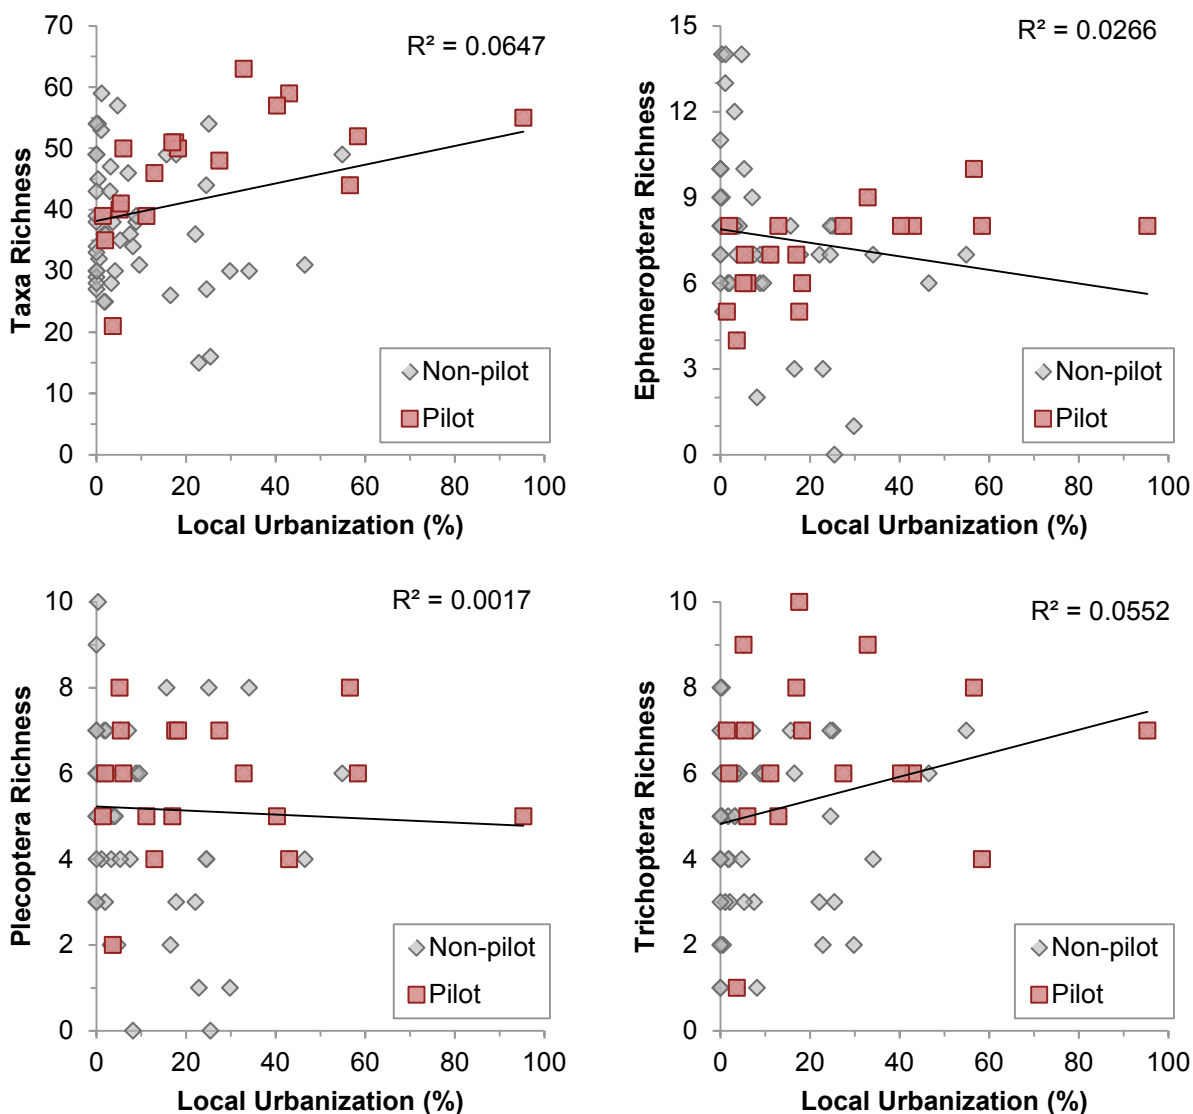 R² = 0.0647
70
60
50
40
30
20
10
0
Taxa Richness
Non-pilot
Pilot
0 20 40 60 80 100
Local Urbanization (%)
R² = 0.0266
15
12
9
6
3
0
Ephemeroptera Richness
Non-pilot
Pilot
0 20 40 60 80 100
Local Urbanization (%)
R² = 0.0017
10
8
6
4
2
0
Plecoptera Richness
Non-pilot
Pilot
0 20 40 60 80 100
Local Urbanization (%)
R² = 0.0552
10
8
6
4
2
0
Trichoptera Richness
Non-pilot
Pilot
0 20 40 60 80 100
Local Urbanization (%)